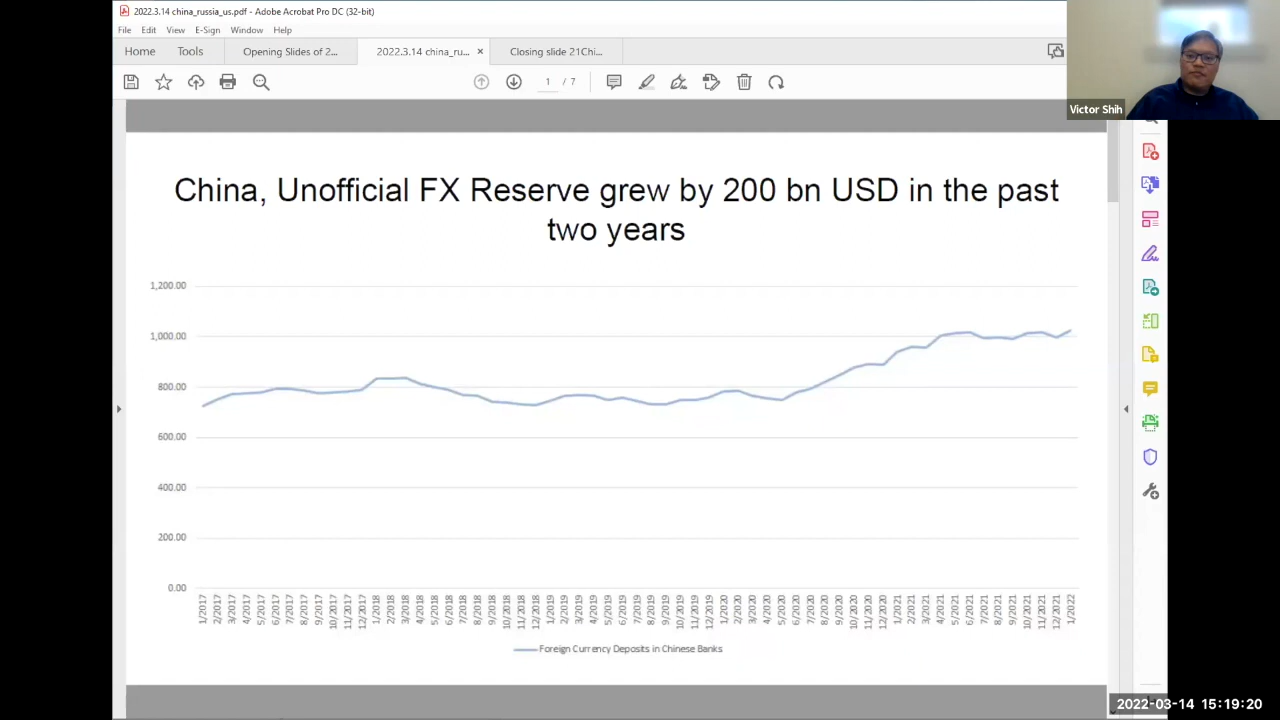 2022.3.14 china_russia_us.pdf - Adobe Acrobat Pro DC (32-bit)
File Edit View E-Sign Window Help
Home Tools Opening Slides of 2... 2022.3.14 china_ru... × Closing slide 21Chi...
1 / 7
Victor Shih
China, Unofficial FX Reserve grew by 200 bn USD in the past
two years
1,200.00
1,000.00
800.00
600.00
400.00
200.00
0.00
1/2017 2/2017 3/2017 4/2017 5/2017 6/2017 7/2017 8/2017 9/2017 10/2017 11/2017 12/2017 1/2018 2/2018 3/2018 4/2018 5/2018 6/2018 7/2018 8/2018 9/2018 10/2018 11/2018 12/2018 1/2019 2/2019 3/2019 4/2019 5/2019 6/2019 7/2019 8/2019 9/2019 10/2019 11/2019 12/2019 1/2020 2/2020 3/2020 4/2020 5/2020 6/2020 7/2020 8/2020 9/2020 10/2020 11/2020 12/2020 1/2021 2/2021 3/2021 4/2021 5/2021 6/2021 7/2021 8/2021 9/2021 10/2021 11/2021 12/2021 1/2022
Foreign Currency Deposits in Chinese Banks
2022-03-14 15:19:20